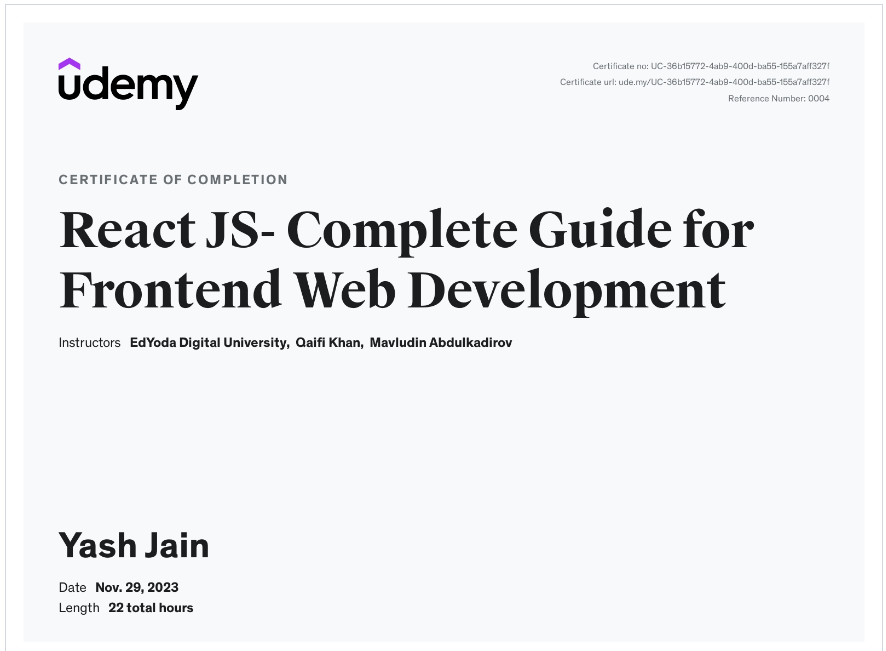 udemy
Certificate no: UC-36b15772-4ab9-400d-ba55-155a7aff327f
Certificate url: ude.my/UC-36b15772-4ab9-400d-ba55-155a7aff327f
Reference Number: 0004
CERTIFICATE OF COMPLETION
React JS- Complete Guide for
Frontend Web Development
Instructors EdYoda Digital University, Qaifi Khan, Mavludin Abdulkadirov
Yash Jain
Date Nov. 29, 2023
Length 22 total hours